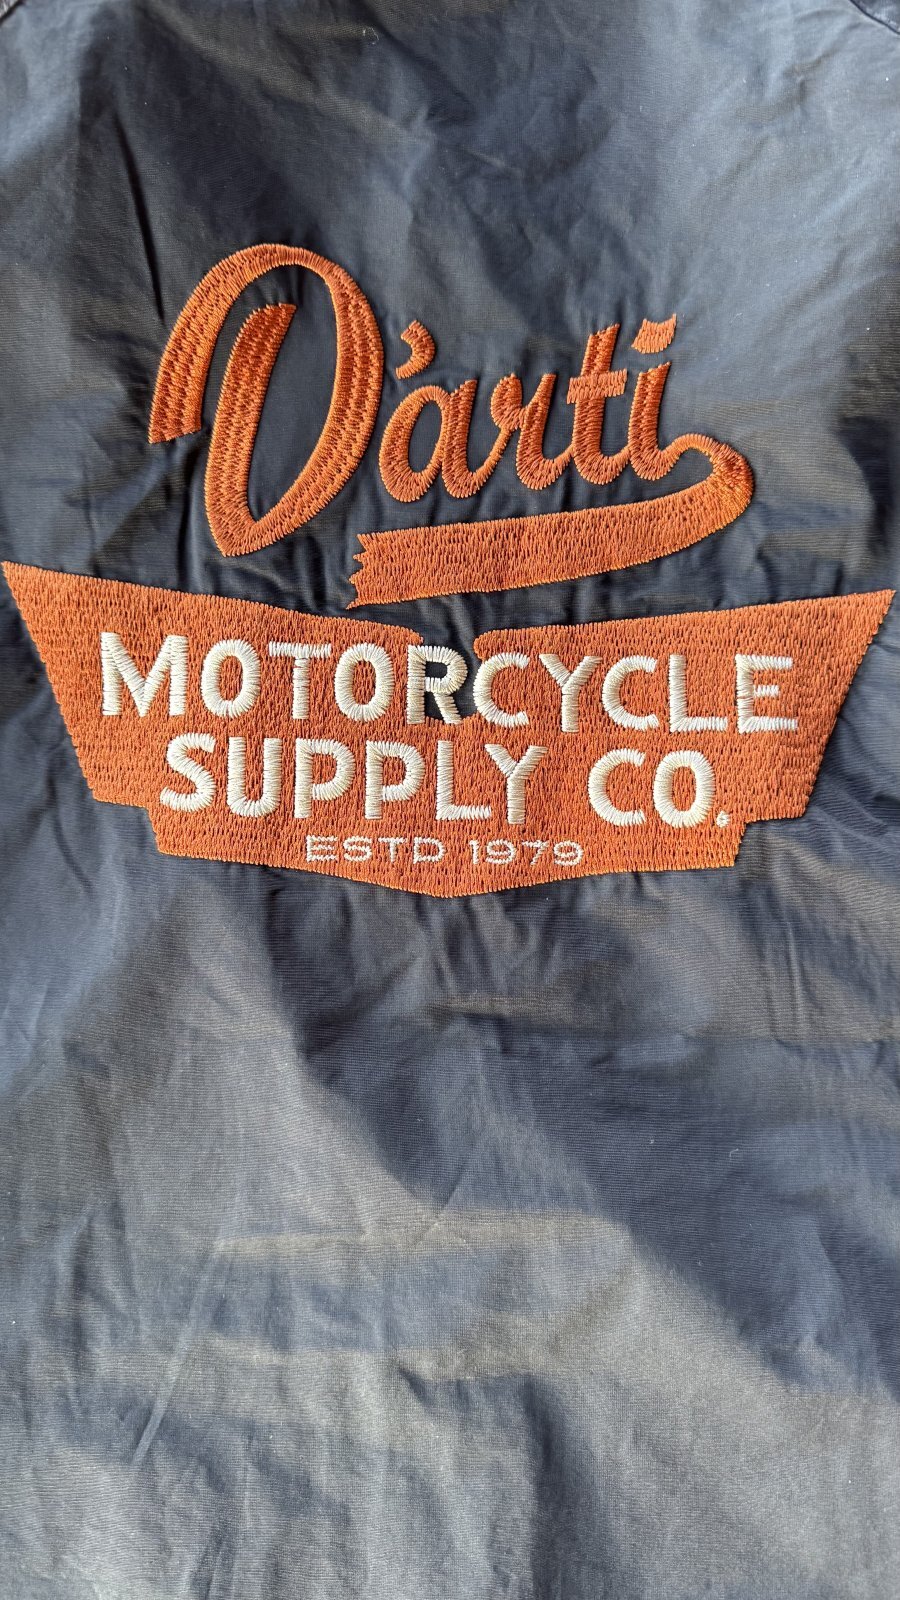 D'arti
MOTORCYCLE
SUPPLY CO.
ESTD 1979